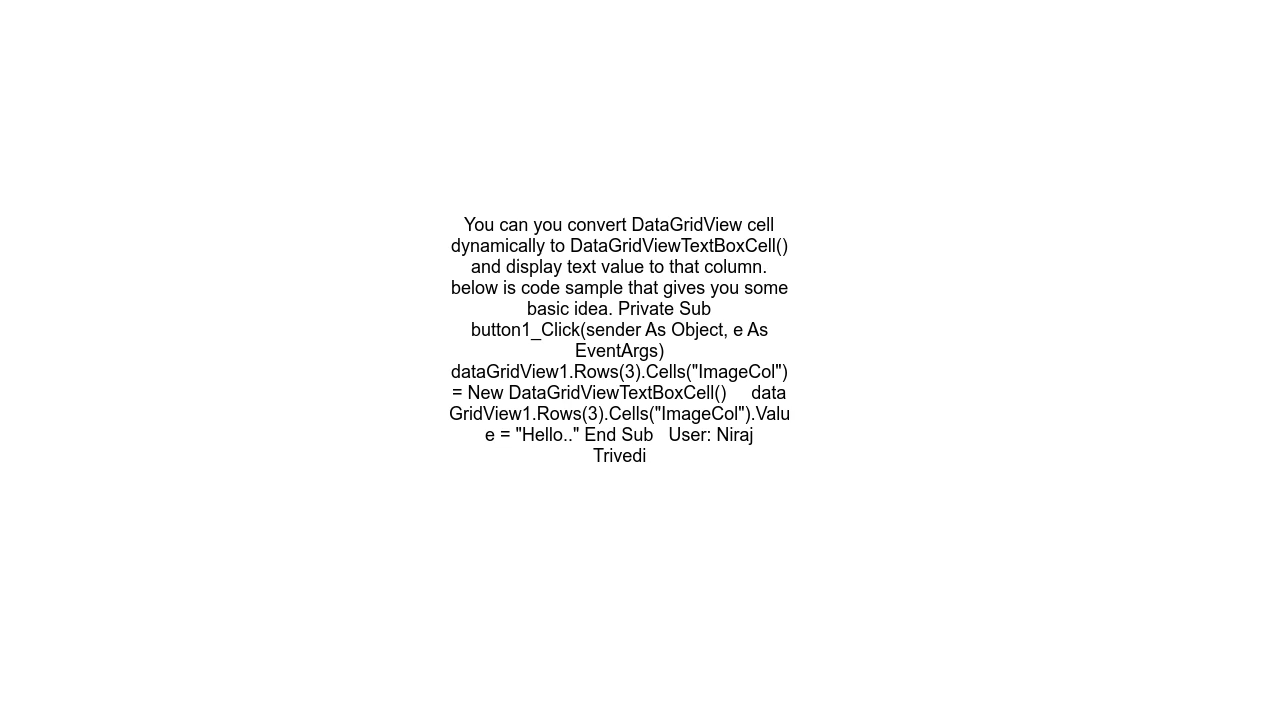 You can you convert DataGridView cell
dynamically to DataGridViewTextBoxCell()
and display text value to that column.
below is code sample that gives you some
basic idea. Private Sub
button1_Click(sender As Object, e As
EventArgs)
dataGridView1.Rows(3).Cells("ImageCol")
= New DataGridViewTextBoxCell()     data
GridView1.Rows(3).Cells("ImageCol").Valu
e = "Hello.." End Sub   User: Niraj
Trivedi